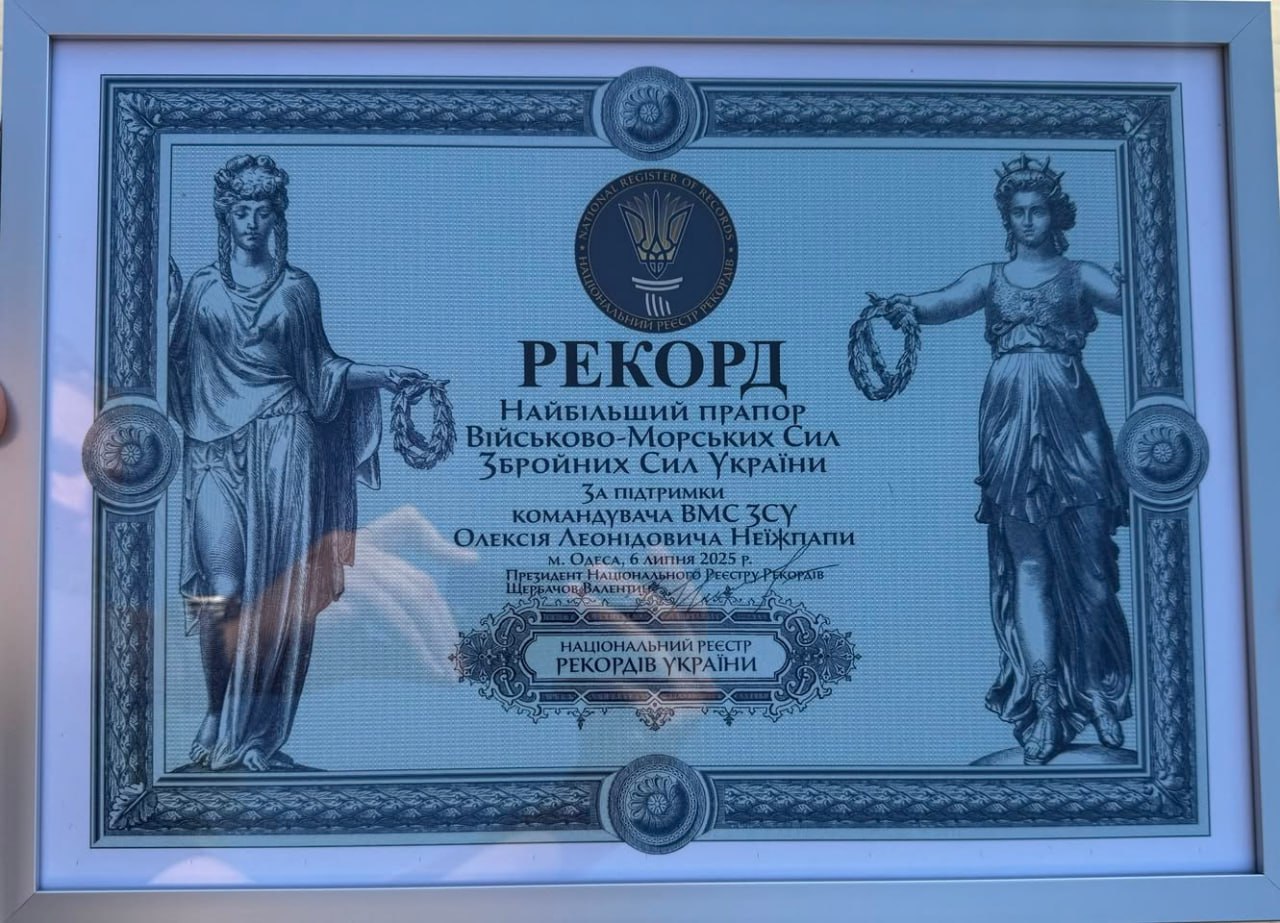 • NATIONAL REGISTER OF RECORDS •
НАЦІОНАЛЬНИЙ РЕЄСТР РЕКОРДІВ
РЕКОРД
Найбільший прапор
Військово-Морських Сил
Збройних Сил України
За підтримки
командувача ВМС ЗСУ
Олексія Леонідовича Неїжпапи
м. Одеса, 6 липня 2025 р.
Президент Національного Реєстру Рекордів
Щербачов Валентин
НАЦІОНАЛЬНИЙ РЕЄСТР
РЕКОРДІВ УКРАЇНИ